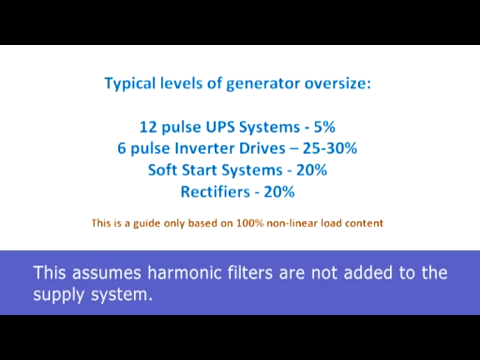 Typical levels of generator oversize:
12 pulse UPS Systems - 5%
6 pulse Inverter Drives – 25-30%
Soft Start Systems - 20%
Rectifiers - 20%
This is a guide only based on 100% non-linear load content
This assumes harmonic filters are not added to the
supply system.